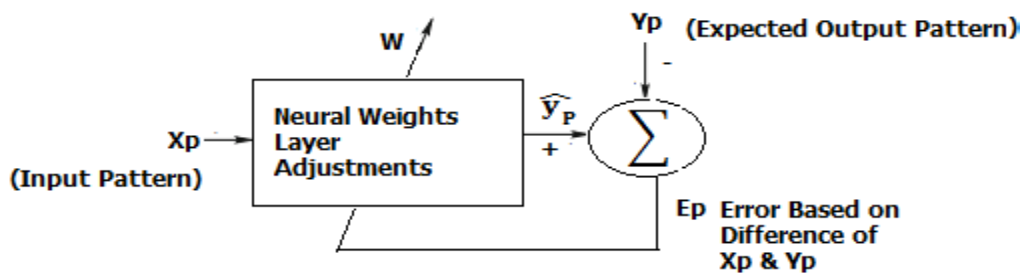 W
Yp (Expected Output Pattern)
-
Neural Weights
Layer
Adjustments
Xp
(Input Pattern)
ŷP
+
∑
Ep Error Based on
Difference of
Xp & Yp